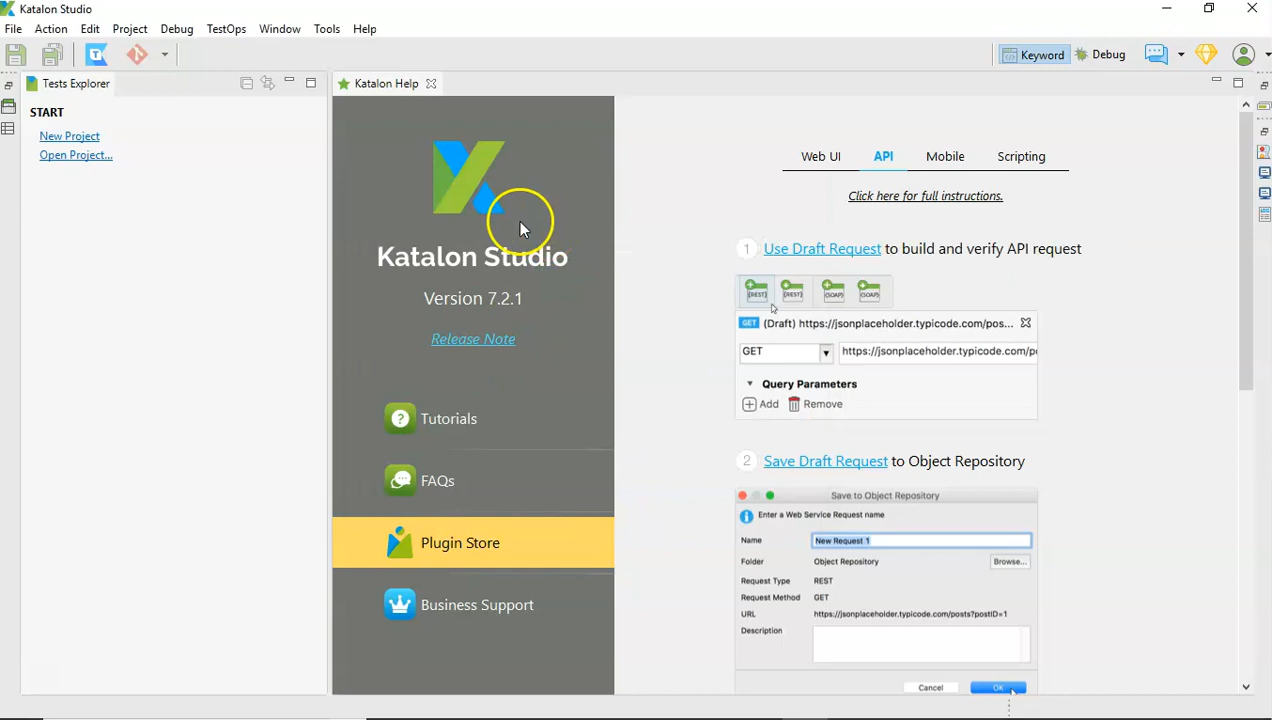 Katalon Studio
File Action Edit Project Debug TestOps Window Tools Help
Keyword Debug
Tests Explorer
START
New Project
Open Project...
Katalon Help
Katalon Studio
Version 7.2.1
Release Note
Tutorials
FAQs
Plugin Store
Business Support
Web UI API Mobile Scripting
Click here for full instructions.
1 Use Draft Request to build and verify API request
{REST} {REST} {SOAP} {SOAP}
GET (Draft) https://jsonplaceholder.typicode.com/pos...
GET https://jsonplaceholder.typicode.com/p
Query Parameters
Add Remove
2 Save Draft Request to Object Repository
Save to Object Repository
Enter a Web Service Request name
Name New Request 1
Folder Object Repository Browse...
Request Type REST
Request Method GET
URL https://jsonplaceholder.typicode.com/posts?postID=1
Description
Cancel OK